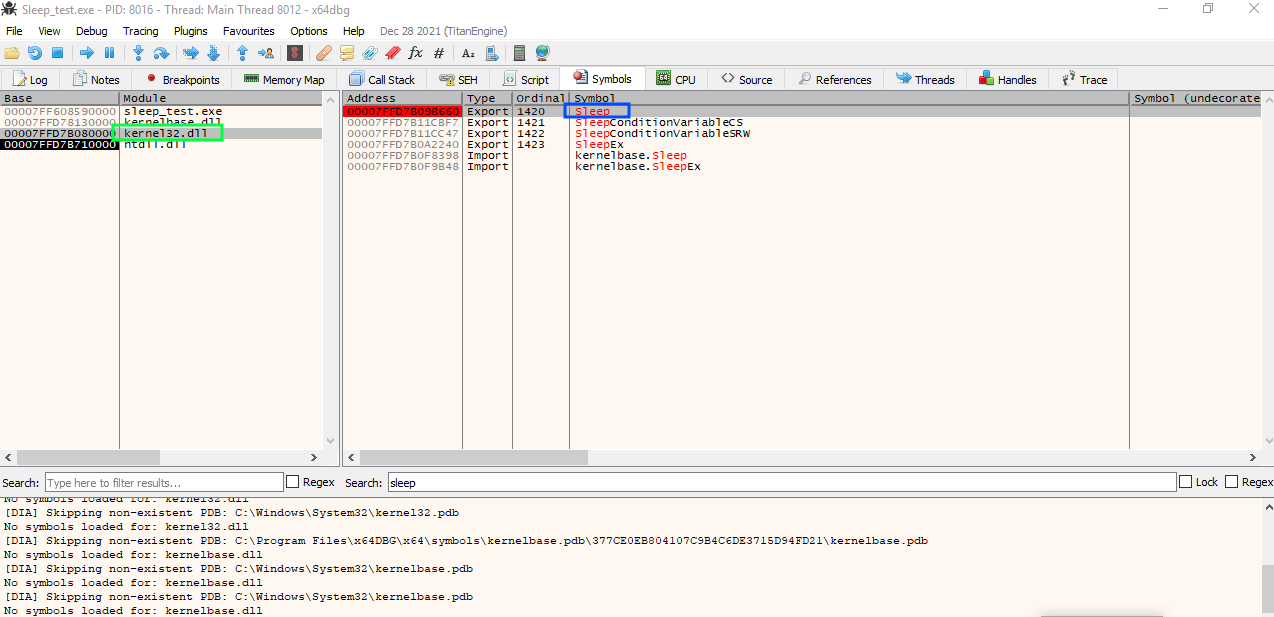 Sleep_test.exe - PID: 8016 - Thread: Main Thread 8012 - x64dbg
File View Debug Tracing Plugins Favourites Options Help Dec 28 2021 (TitanEngine)
Log Notes Breakpoints Memory Map Call Stack SEH Script Symbols CPU Source References Threads Handles Trace
Base Module Address Type Ordinal Symbol Symbol (undecorate
00007FF608590000 sleep_test.exe 00007FFD7B09B660 Export 1420 Sleep
00007FFD78130000 kernelbase.dll 00007FFD7B11CBF7 Export 1421 SleepConditionVariableCS
00007FFD7B080000 kernel32.dll 00007FFD7B11CC47 Export 1422 SleepConditionVariableSRW
00007FFD7B710000 ntdll.dll 00007FFD7B0A2240 Export 1423 SleepEx
00007FFD7B0F8398 Import kernelbase.Sleep
00007FFD7B0F9B48 Import kernelbase.SleepEx
Search: Type here to filter results... Regex Search: sleep Lock Regex
No symbols loaded for: kernel32.dll
[DIA] Skipping non-existent PDB: C:\Windows\System32\kernel32.pdb
No symbols loaded for: kernel32.dll
[DIA] Skipping non-existent PDB: C:\Program Files\x64DBG\x64\symbols\kernelbase.pdb\377CE0EB804107C9B4C6DE3715D94FD21\kernelbase.pdb
No symbols loaded for: kernelbase.dll
[DIA] Skipping non-existent PDB: C:\Windows\System32\kernelbase.pdb
No symbols loaded for: kernelbase.dll
[DIA] Skipping non-existent PDB: C:\Windows\System32\kernelbase.pdb
No symbols loaded for: kernelbase.dll